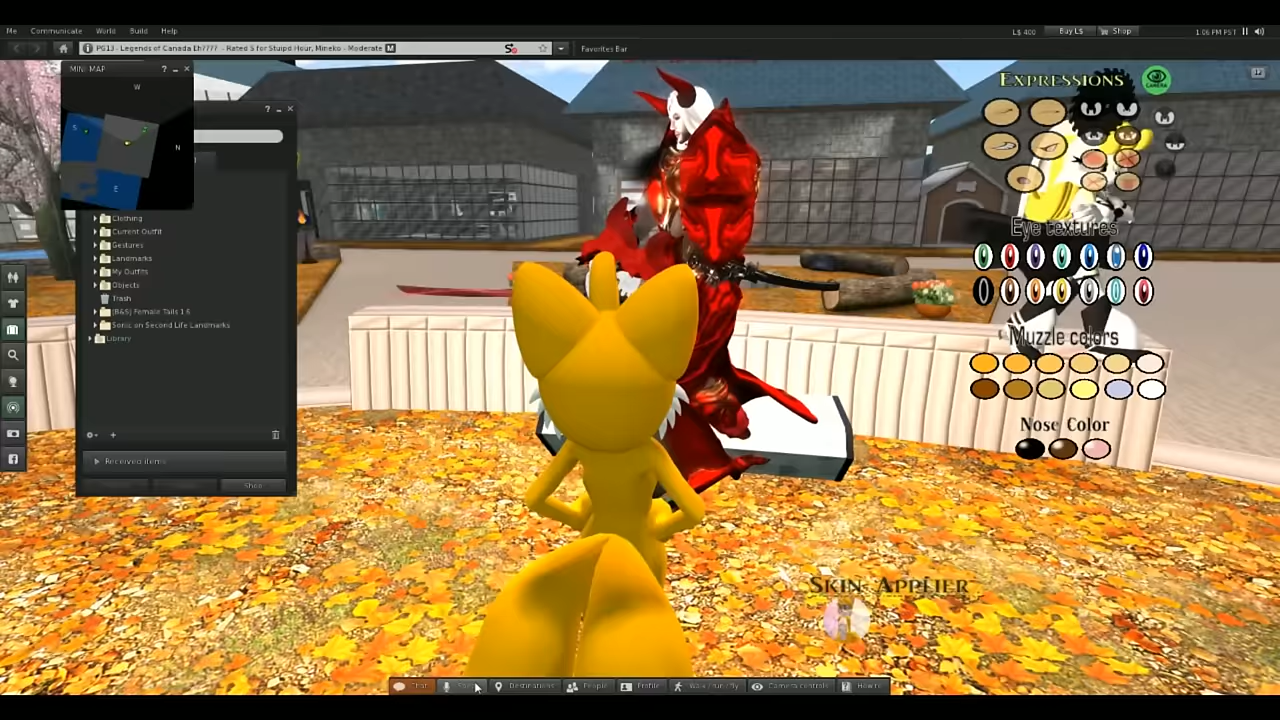 Me Communicate World Build Help
L$ 400 Buy L$ Shop 1:06 PM PST
PG13 - Legends of Canada Eh???? - Rated S for Stupid Hour, Mineko - Moderate M
Favorites Bar
MINI MAP
? _ ×
W
S
N
E
? _ ×
Clothing
Current Outfit
Gestures
Landmarks
My Outfits
Objects
Trash
[B&S] Female Tails 1.6
Sonic on Second Life Landmarks
Library
Received items
Shop
EXPRESSIONS
CAMERA
12
Eye textures
Muzzle colors
Nose Color
SKIN APPLIER
Chat Destinations People Profile Walk / run / fly Camera controls How to